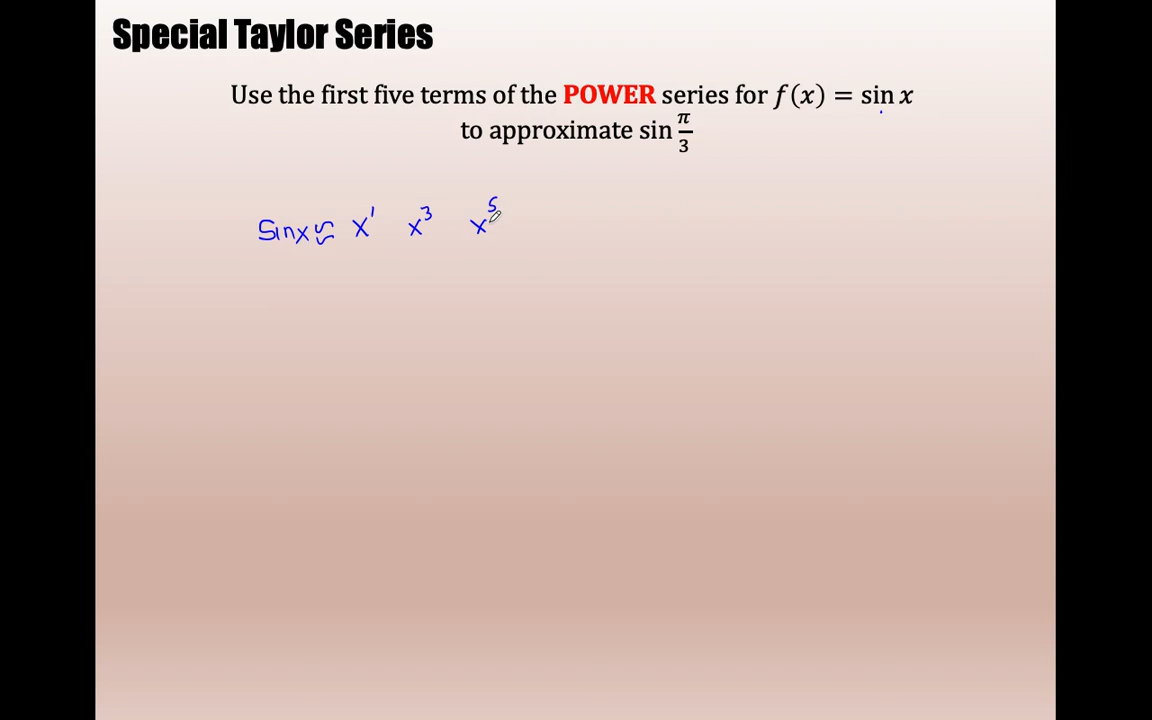 Special Taylor Series
Use the first five terms of the POWER series for f(x) = sin x
to approximate sin π/3
Sinx ≈ x¹ x³ x⁵